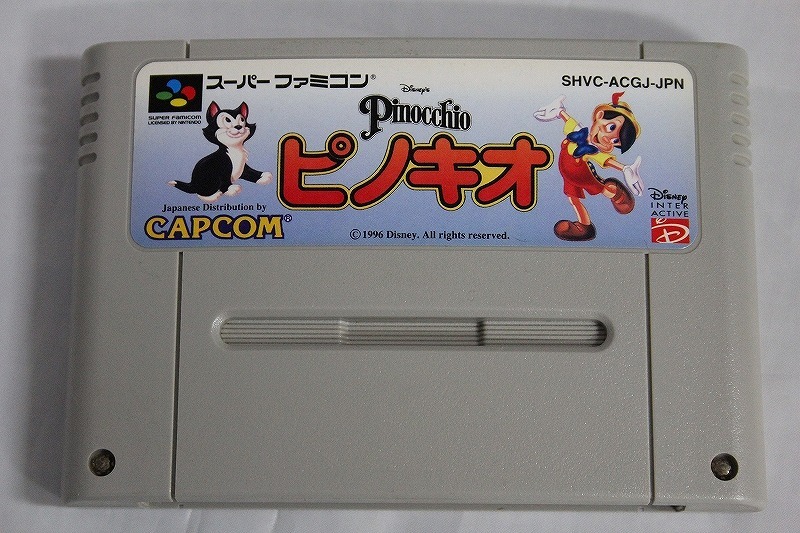 スーパーファミコン®
SHVC-ACGJ-JPN
SUPER FAMICOM
LICENSED BY NINTENDO
Disney's
Pinocchio
ピノキオ
Japanese Distribution by
CAPCOM®
©1996 Disney. All rights reserved.
Disney
INTER
ACTIVE
D